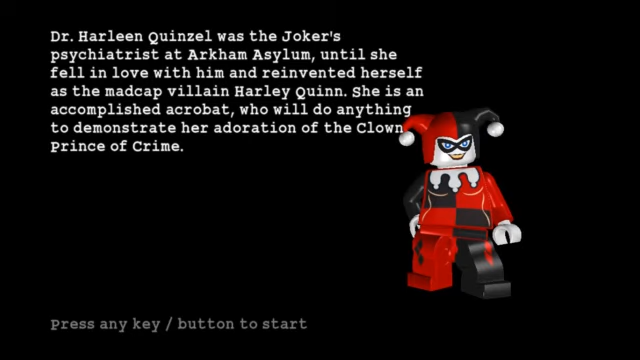 Dr. Harleen Quinzel was the Joker's
psychiatrist at Arkham Asylum, until she
fell in love with him and reinvented herself
as the madcap villain Harley Quinn. She is an
accomplished acrobat, who will do anything
to demonstrate her adoration of the Clown
Prince of Crime.
Press any key / button to start